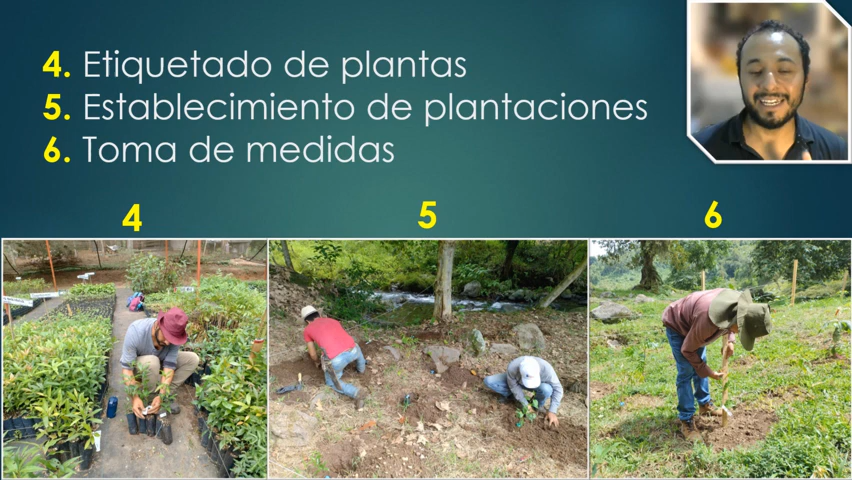 4. Etiquetado de plantas
5. Establecimiento de plantaciones
6. Toma de medidas
4
5
6